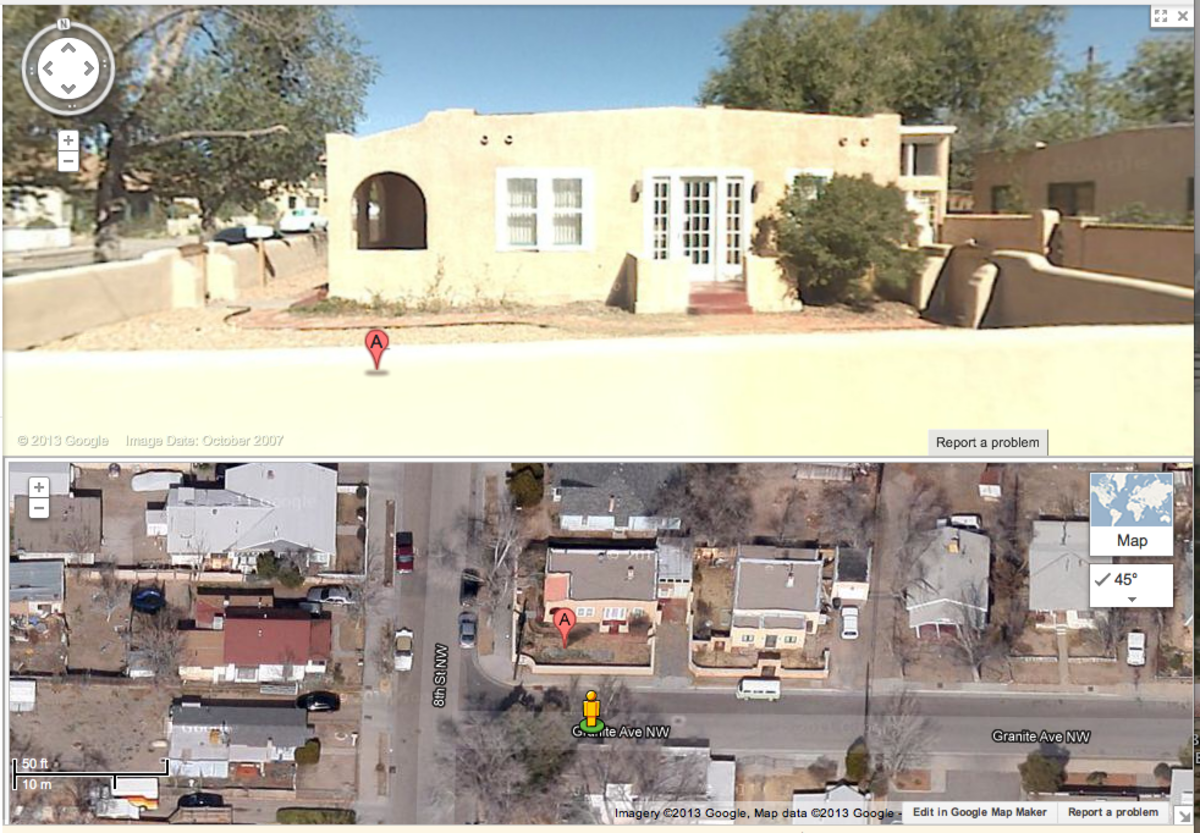 N
A
© 2013 Google Image Date: October 2007
Report a problem
Map
45°
A
8th St NW
Granite Ave NW
Granite Ave NW
50 ft
10 m
Imagery ©2013 Google, Map data ©2013 Google -
Edit in Google Map Maker
Report a problem